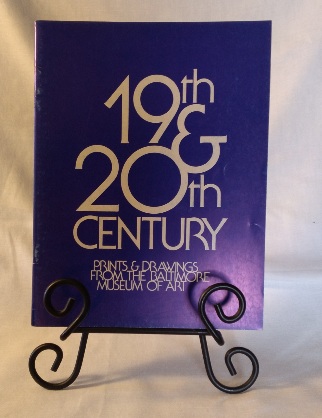 19th
&
20th
CENTURY
PRINTS & DRAWINGS
FROM THE BALTIMORE
MUSEUM OF ART